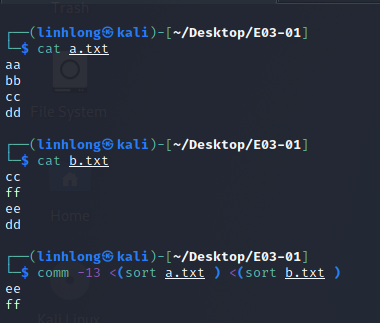 Trash
┌──(linhlong㉿kali)-[~/Desktop/E03-01]
└─$ cat a.txt
aa
bb
cc
dd
File System
┌──(linhlong㉿kali)-[~/Desktop/E03-01]
└─$ cat b.txt
cc
ff
ee
Home
dd
┌──(linhlong㉿kali)-[~/Desktop/E03-01]
└─$ comm -13 <(sort a.txt ) <(sort b.txt )
ee
ff
Kali Linux